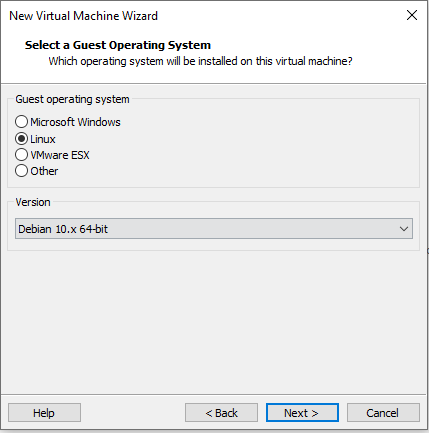 New Virtual Machine Wizard
Select a Guest Operating System
Which operating system will be installed on this virtual machine?
Guest operating system
Microsoft Windows
Linux
VMware ESX
Other
Version
Debian 10.x 64-bit
Help
< Back
Next >
Cancel